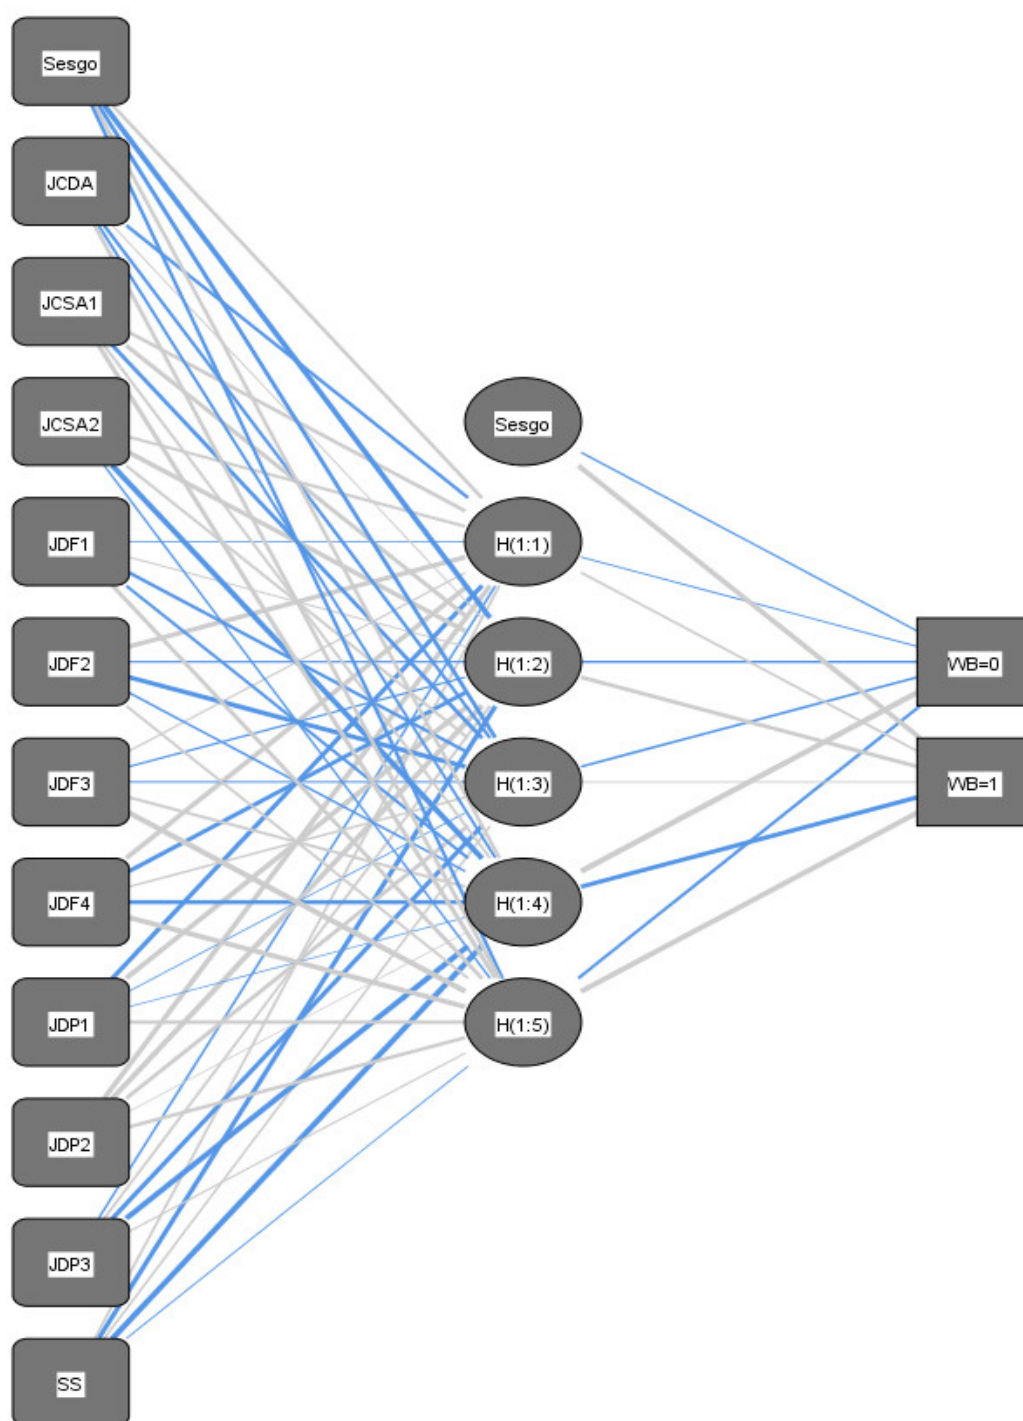 Sesgo
JCDA
JCSA1
JCSA2
JDF1
JDF2
JDF3
JDF4
JDP1
JDP2
JDP3
SS
Sesgo
H(1:1)
H(1:2)
H(1:3)
H(1:4)
H(1:5)
WB=0
WB=1